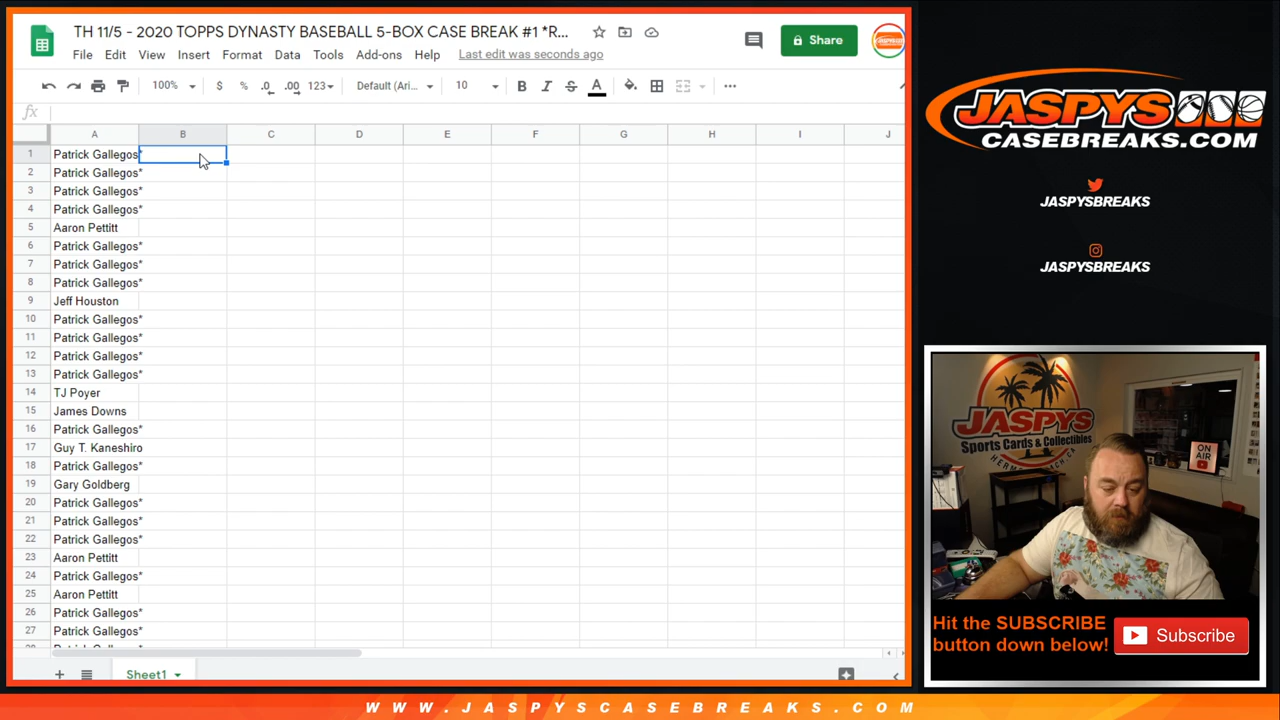 TH 11/5 - 2020 TOPPS DYNASTY BASEBALL 5-BOX CASE BREAK #1 *R...
File Edit View Insert Format Data Tools Add-ons Help Last edit was seconds ago
Share
100% $ % .0 .00 123 Default (Ari... 10 B I S A
fx
A B C D E F G H I J
1 Patrick Gallegos*
2 Patrick Gallegos*
3 Patrick Gallegos*
4 Patrick Gallegos*
5 Aaron Pettitt
6 Patrick Gallegos*
7 Patrick Gallegos*
8 Patrick Gallegos*
9 Jeff Houston
10 Patrick Gallegos*
11 Patrick Gallegos*
12 Patrick Gallegos*
13 Patrick Gallegos*
14 TJ Poyer
15 James Downs
16 Patrick Gallegos*
17 Guy T. Kaneshiro
18 Patrick Gallegos*
19 Gary Goldberg
20 Patrick Gallegos*
21 Patrick Gallegos*
22 Patrick Gallegos*
23 Aaron Pettitt
24 Patrick Gallegos*
25 Aaron Pettitt
26 Patrick Gallegos*
27 Patrick Gallegos*
Sheet1
JASPYS
CASEBREAKS.COM
JASPYSBREAKS
JASPYSBREAKS
JASPYS
Sports Cards & Collectibles
ON
AIR
Hit the SUBSCRIBE
button down below!
Subscribe
WWW.JASPYSCASEBREAKS.COM